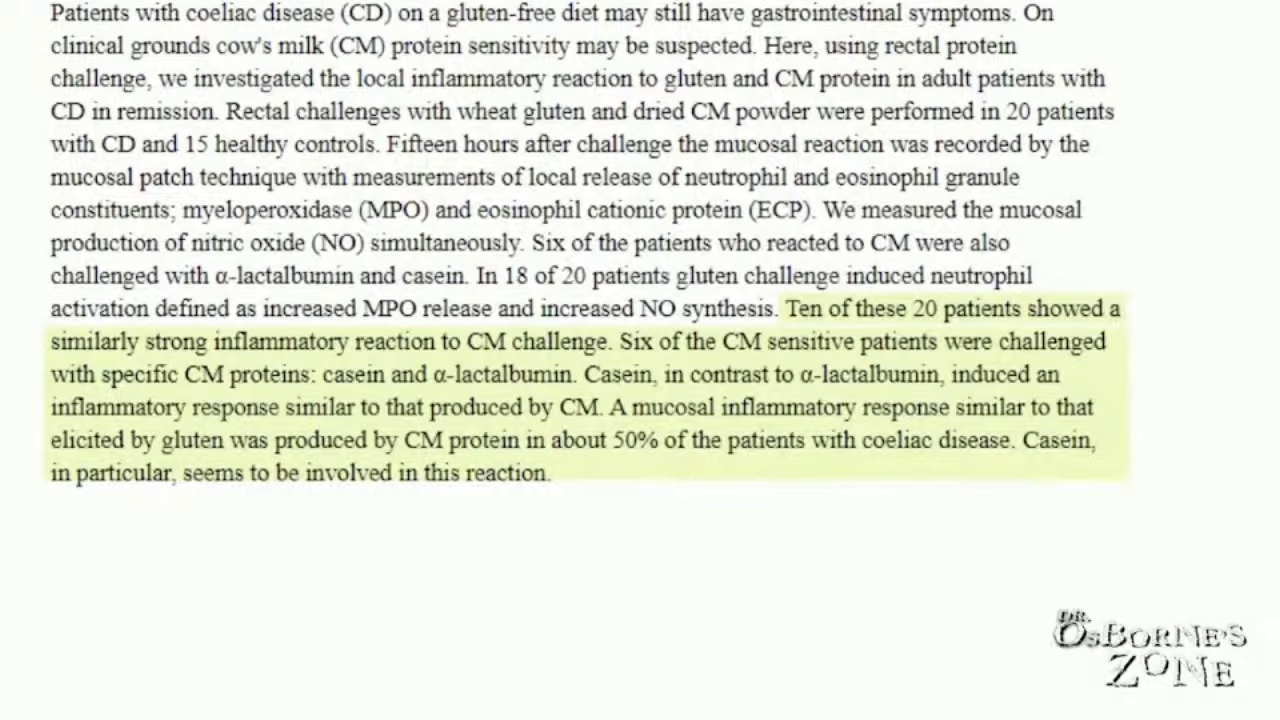 Patients with coeliac disease (CD) on a gluten-free diet may still have gastrointestinal symptoms. On
clinical grounds cow's milk (CM) protein sensitivity may be suspected. Here, using rectal protein
challenge, we investigated the local inflammatory reaction to gluten and CM protein in adult patients with
CD in remission. Rectal challenges with wheat gluten and dried CM powder were performed in 20 patients
with CD and 15 healthy controls. Fifteen hours after challenge the mucosal reaction was recorded by the
mucosal patch technique with measurements of local release of neutrophil and eosinophil granule
constituents; myeloperoxidase (MPO) and eosinophil cationic protein (ECP). We measured the mucosal
production of nitric oxide (NO) simultaneously. Six of the patients who reacted to CM were also
challenged with α-lactalbumin and casein. In 18 of 20 patients gluten challenge induced neutrophil
activation defined as increased MPO release and increased NO synthesis. Ten of these 20 patients showed a
similarly strong inflammatory reaction to CM challenge. Six of the CM sensitive patients were challenged
with specific CM proteins: casein and α-lactalbumin. Casein, in contrast to α-lactalbumin, induced an
inflammatory response similar to that produced by CM. A mucosal inflammatory response similar to that
elicited by gluten was produced by CM protein in about 50% of the patients with coeliac disease. Casein,
in particular, seems to be involved in this reaction.
DR.
OSBORNE'S
ZONE